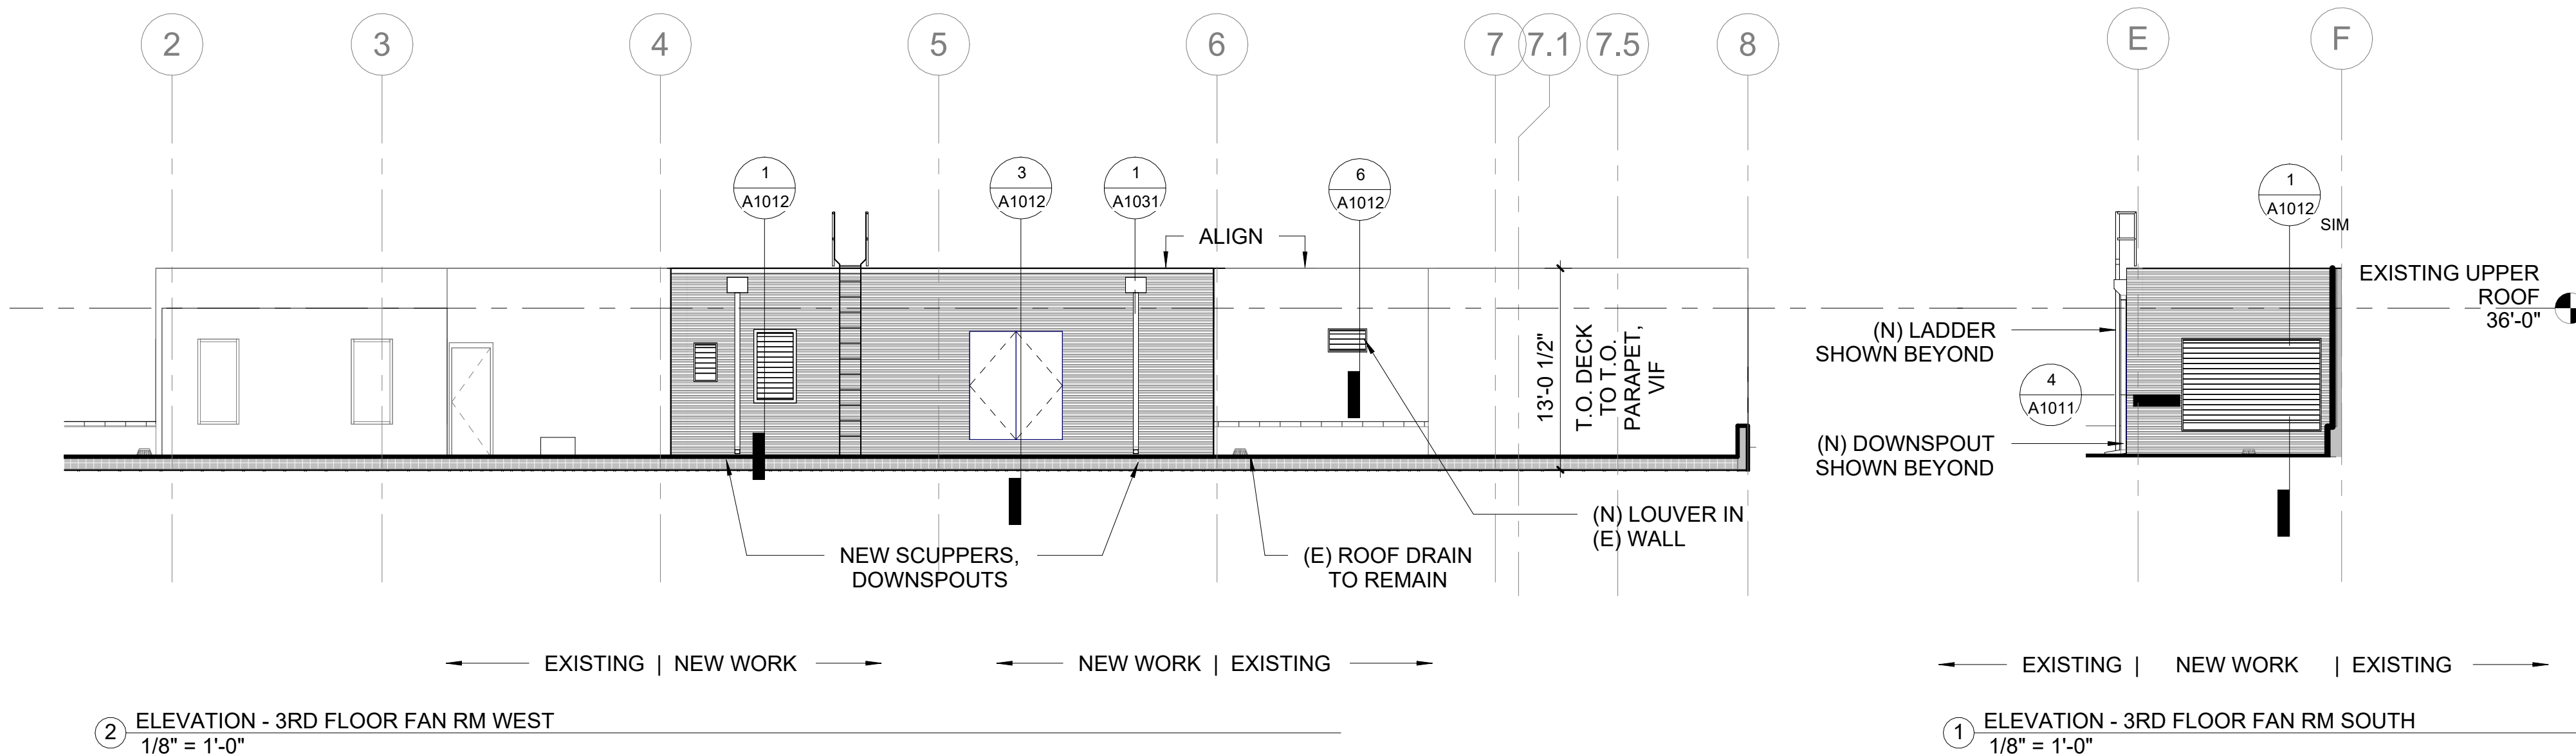 2
3
4
5
6
7
7.1
7.5
8
E
F
1
A1012
3
A1012
1
A1031
6
A1012
1
A1012
SIM
ALIGN
EXISTING UPPER
ROOF
36'-0"
(N) LADDER
SHOWN BEYOND
4
A1011
(N) DOWNSPOUT
SHOWN BEYOND
13'-0 1/2"
T.O. DECK
TO T.O.
PARAPET,
VIF
(N) LOUVER IN
(E) WALL
NEW SCUPPERS,
DOWNSPOUTS
(E) ROOF DRAIN
TO REMAIN
EXISTING | NEW WORK
NEW WORK | EXISTING
EXISTING | NEW WORK | EXISTING
2
ELEVATION - 3RD FLOOR FAN RM WEST
1/8" = 1'-0"
1
ELEVATION - 3RD FLOOR FAN RM SOUTH
1/8" = 1'-0"